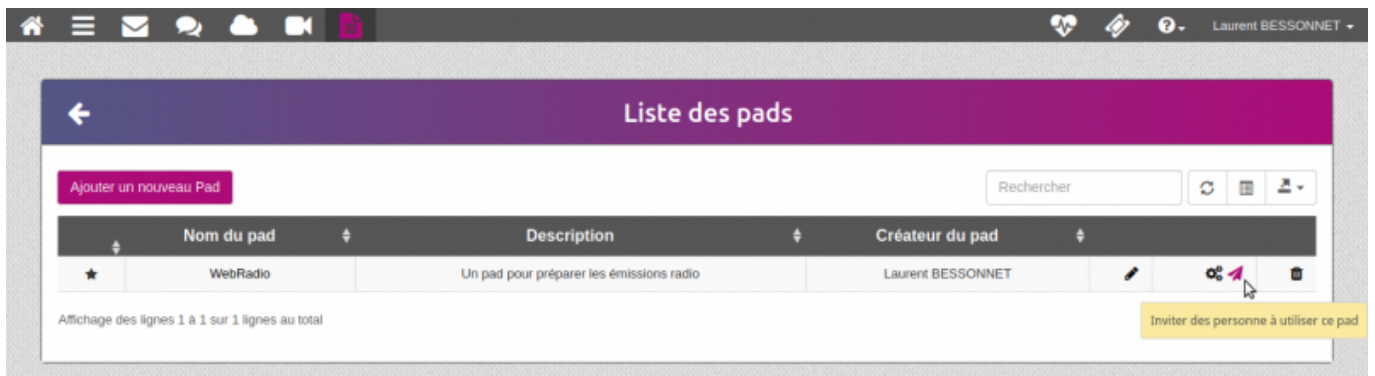 Laurent BESSONNET
Liste des pads
Ajouter un nouveau Pad
Rechercher
Nom du pad Description Créateur du pad
WebRadio Un pad pour préparer les émissions radio Laurent BESSONNET
Affichage des lignes 1 à 1 sur 1 lignes au total
Inviter des personne à utiliser ce pad